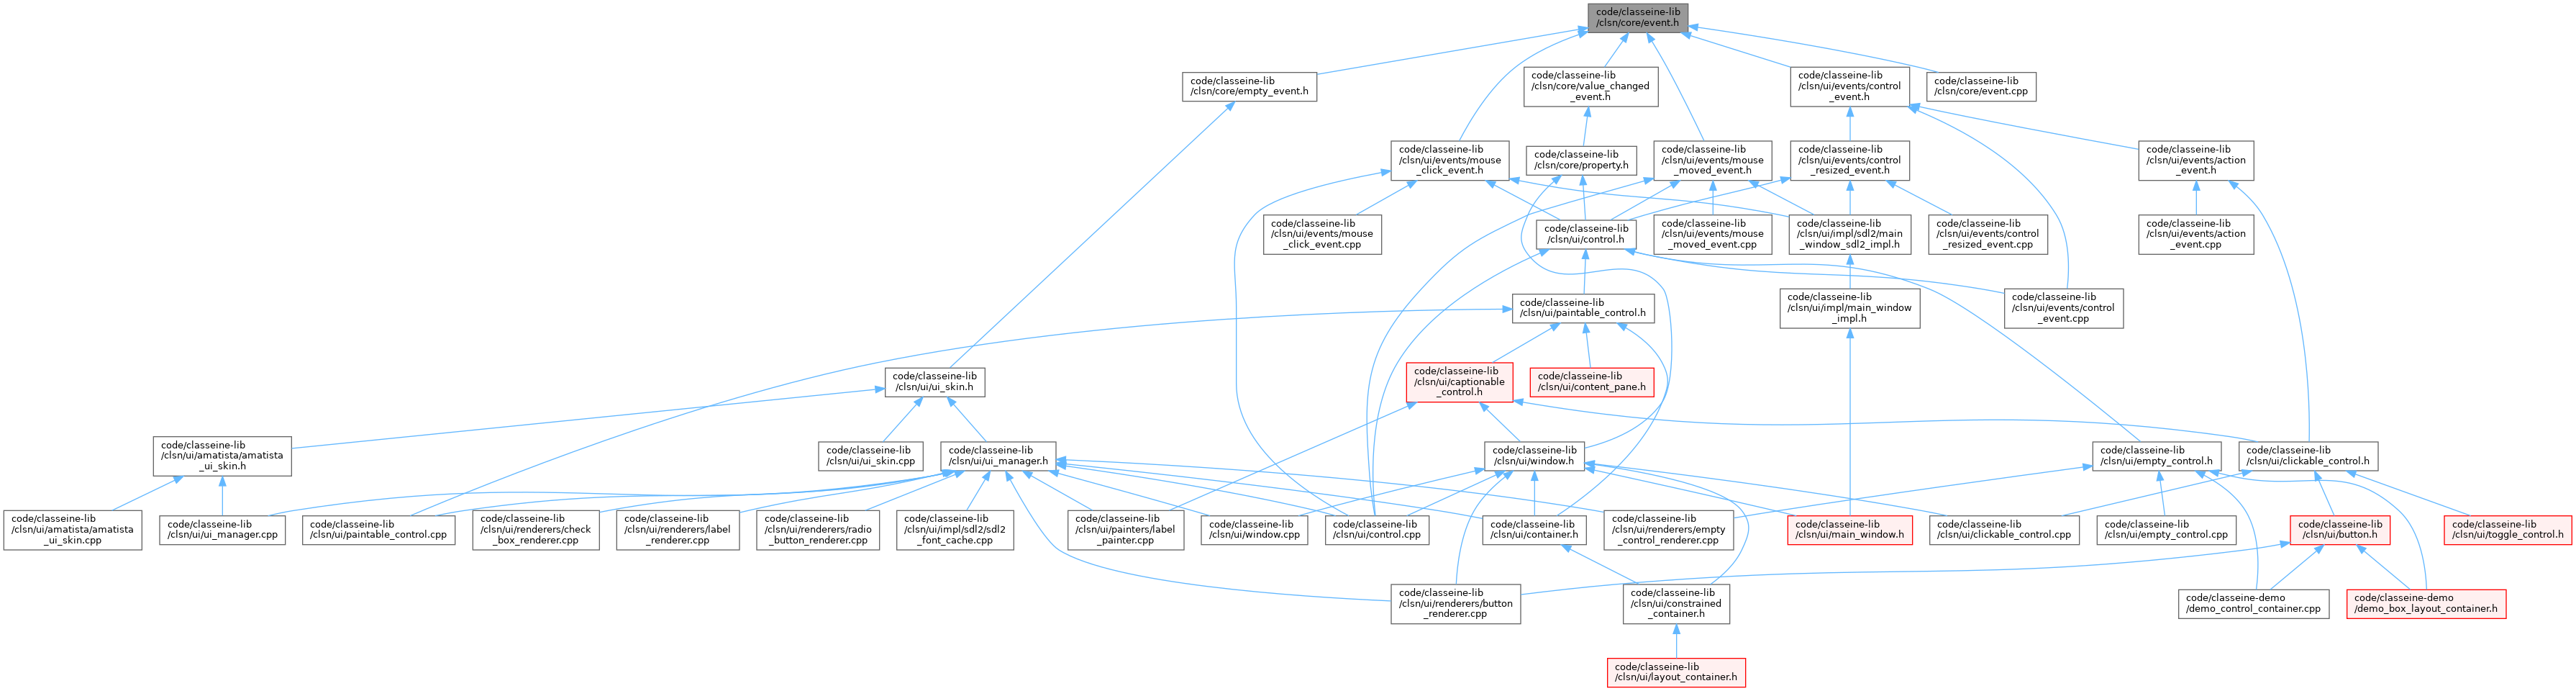 code/classeine-lib
/clsn/core/event.h
code/classeine-lib
/clsn/core/empty_event.h
code/classeine-lib
/clsn/core/value_changed
_event.h
code/classeine-lib
/clsn/ui/events/control
_event.h
code/classeine-lib
/clsn/core/event.cpp
code/classeine-lib
/clsn/ui/events/mouse
_click_event.h
code/classeine-lib
/clsn/core/property.h
code/classeine-lib
/clsn/ui/events/mouse
_moved_event.h
code/classeine-lib
/clsn/ui/events/control
_resized_event.h
code/classeine-lib
/clsn/ui/events/action
_event.h
code/classeine-lib
/clsn/ui/events/mouse
_click_event.cpp
code/classeine-lib
/clsn/ui/control.h
code/classeine-lib
/clsn/ui/events/mouse
_moved_event.cpp
code/classeine-lib
/clsn/ui/impl/sdl2/main
_window_sdl2_impl.h
code/classeine-lib
/clsn/ui/events/control
_resized_event.cpp
code/classeine-lib
/clsn/ui/events/action
_event.cpp
code/classeine-lib
/clsn/ui/paintable_control.h
code/classeine-lib
/clsn/ui/impl/main_window
_impl.h
code/classeine-lib
/clsn/ui/events/control
_event.cpp
code/classeine-lib
/clsn/ui/ui_skin.h
code/classeine-lib
/clsn/ui/captionable
_control.h
code/classeine-lib
/clsn/ui/content_pane.h
code/classeine-lib
/clsn/ui/amatista/amatista
_ui_skin.h
code/classeine-lib
/clsn/ui/ui_skin.cpp
code/classeine-lib
/clsn/ui/ui_manager.h
code/classeine-lib
/clsn/ui/window.h
code/classeine-lib
/clsn/ui/empty_control.h
code/classeine-lib
/clsn/ui/clickable_control.h
code/classeine-lib
/clsn/ui/amatista/amatista
_ui_skin.cpp
code/classeine-lib
/clsn/ui/ui_manager.cpp
code/classeine-lib
/clsn/ui/paintable_control.cpp
code/classeine-lib
/clsn/ui/renderers/check
_box_renderer.cpp
code/classeine-lib
/clsn/ui/renderers/label
_renderer.cpp
code/classeine-lib
/clsn/ui/renderers/radio
_button_renderer.cpp
code/classeine-lib
/clsn/ui/impl/sdl2/sdl2
_font_cache.cpp
code/classeine-lib
/clsn/ui/painters/label
_painter.cpp
code/classeine-lib
/clsn/ui/window.cpp
code/classeine-lib
/clsn/ui/control.cpp
code/classeine-lib
/clsn/ui/container.h
code/classeine-lib
/clsn/ui/renderers/empty
_control_renderer.cpp
code/classeine-lib
/clsn/ui/main_window.h
code/classeine-lib
/clsn/ui/clickable_control.cpp
code/classeine-lib
/clsn/ui/empty_control.cpp
code/classeine-lib
/clsn/ui/button.h
code/classeine-lib
/clsn/ui/toggle_control.h
code/classeine-lib
/clsn/ui/renderers/button
_renderer.cpp
code/classeine-lib
/clsn/ui/constrained
_container.h
code/classeine-demo
/demo_control_container.cpp
code/classeine-demo
/demo_box_layout_container.h
code/classeine-lib
/clsn/ui/layout_container.h